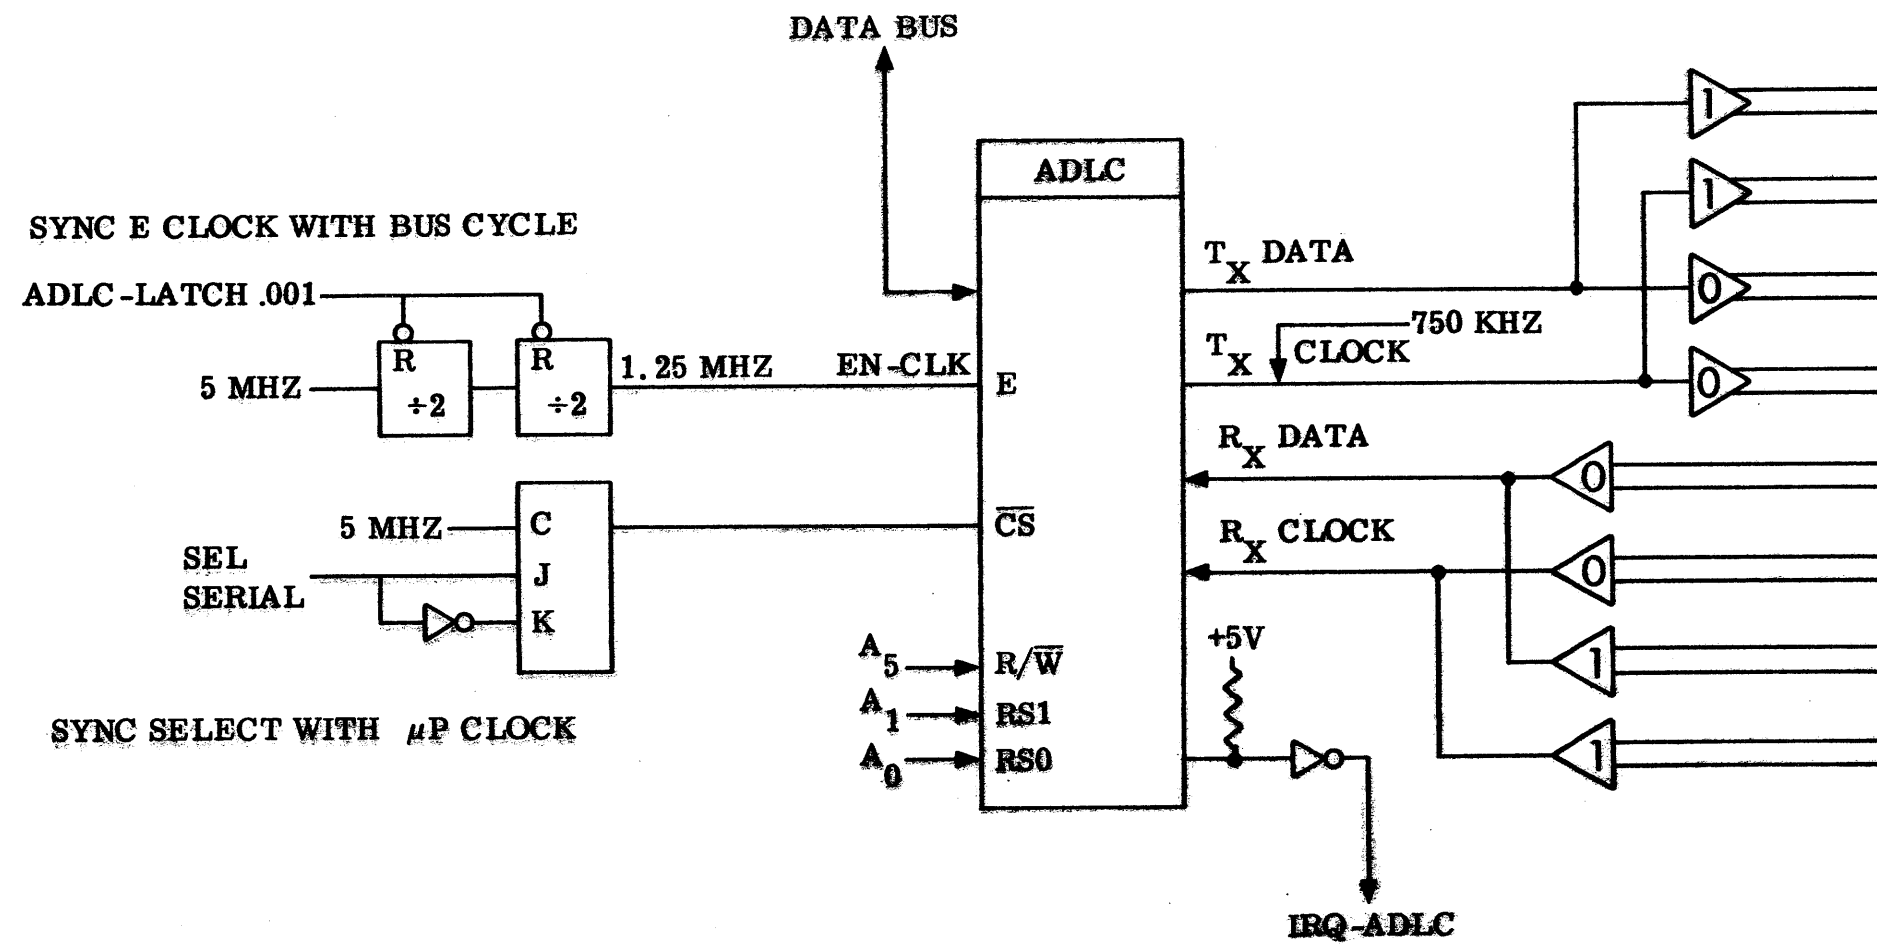 DATA BUS
ADLC
SYNC E CLOCK WITH BUS CYCLE
ADLC-LATCH .001
R
÷2
R
÷2
5 MHZ
1.25 MHZ
EN-CLK
E
5 MHZ
C
SEL
SERIAL
J
K
C̅S̅
SYNC SELECT WITH µP CLOCK
A5
R/W̅
A1
RS1
A0
RS0
TX DATA
TX CLOCK
750 KHZ
RX DATA
RX CLOCK
+5V
IRQ-ADLC
1
1
0
0
0
0
1
1